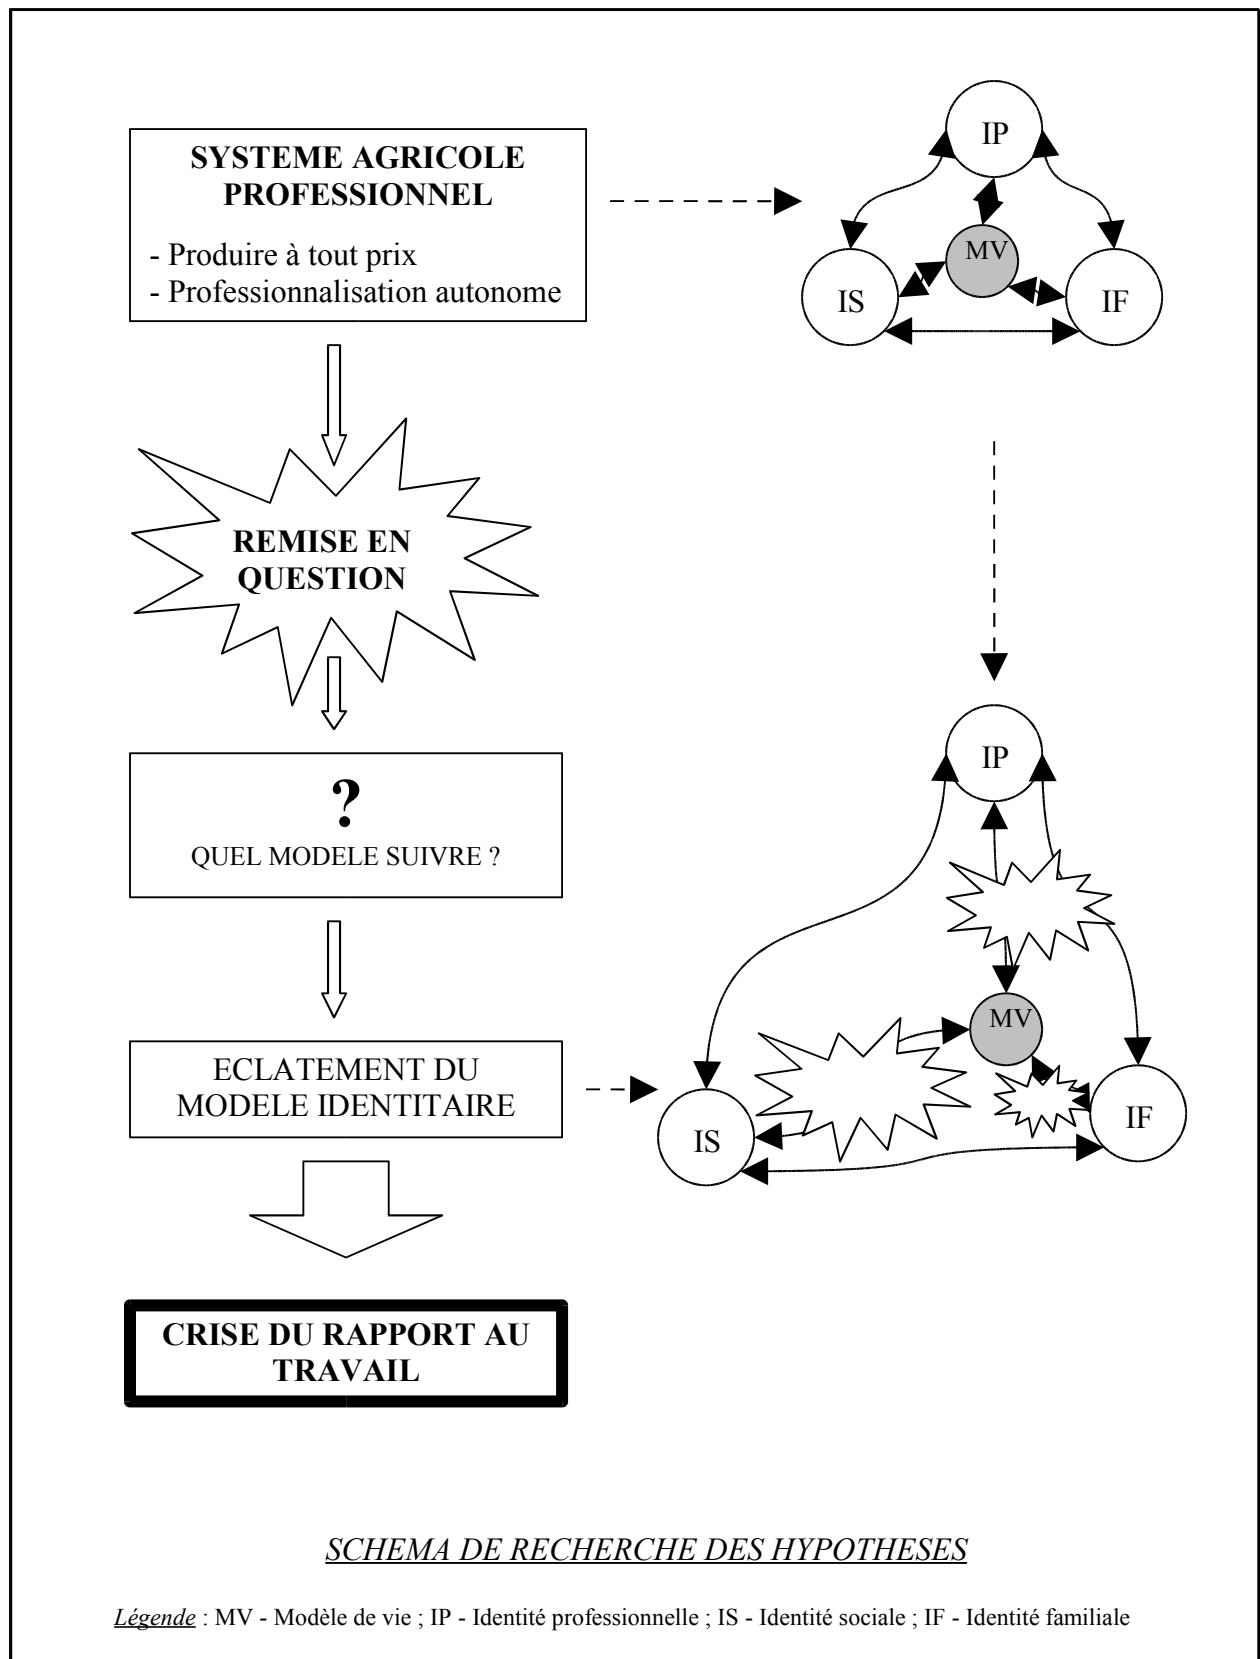 SYSTEME AGRICOLE
PROFESSIONNEL
- Produire à tout prix
- Professionnalisation autonome
IP
MV
IS
IF
REMISE EN
QUESTION
?
QUEL MODELE SUIVRE ?
IP
MV
IS
IF
ECLATEMENT DU
MODELE IDENTITAIRE
CRISE DU RAPPORT AU
TRAVAIL
SCHEMA DE RECHERCHE DES HYPOTHESES
Légende : MV - Modèle de vie ; IP - Identité professionnelle ; IS - Identité sociale ; IF - Identité familiale